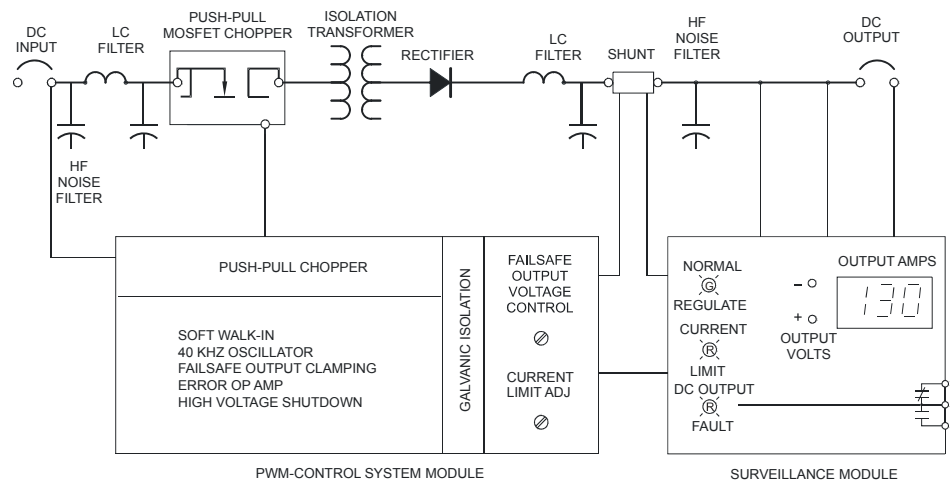 DC
INPUT
LC
FILTER
PUSH-PULL
MOSFET CHOPPER
ISOLATION
TRANSFORMER
RECTIFIER
LC
FILTER
SHUNT
HF
NOISE
FILTER
DC
OUTPUT
HF
NOISE
FILTER
PUSH-PULL CHOPPER
SOFT WALK-IN
40 KHZ OSCILLATOR
FAILSAFE OUTPUT CLAMPING
ERROR OP AMP
HIGH VOLTAGE SHUTDOWN
GALVANIC ISOLATION
FAILSAFE
OUTPUT
VOLTAGE
CONTROL
CURRENT
LIMIT ADJ
NORMAL
G
REGULATE
CURRENT
R
LIMIT
DC OUTPUT
R
FAULT
-
+
OUTPUT
VOLTS
OUTPUT AMPS
130
PWM-CONTROL SYSTEM MODULE
SURVEILLANCE MODULE